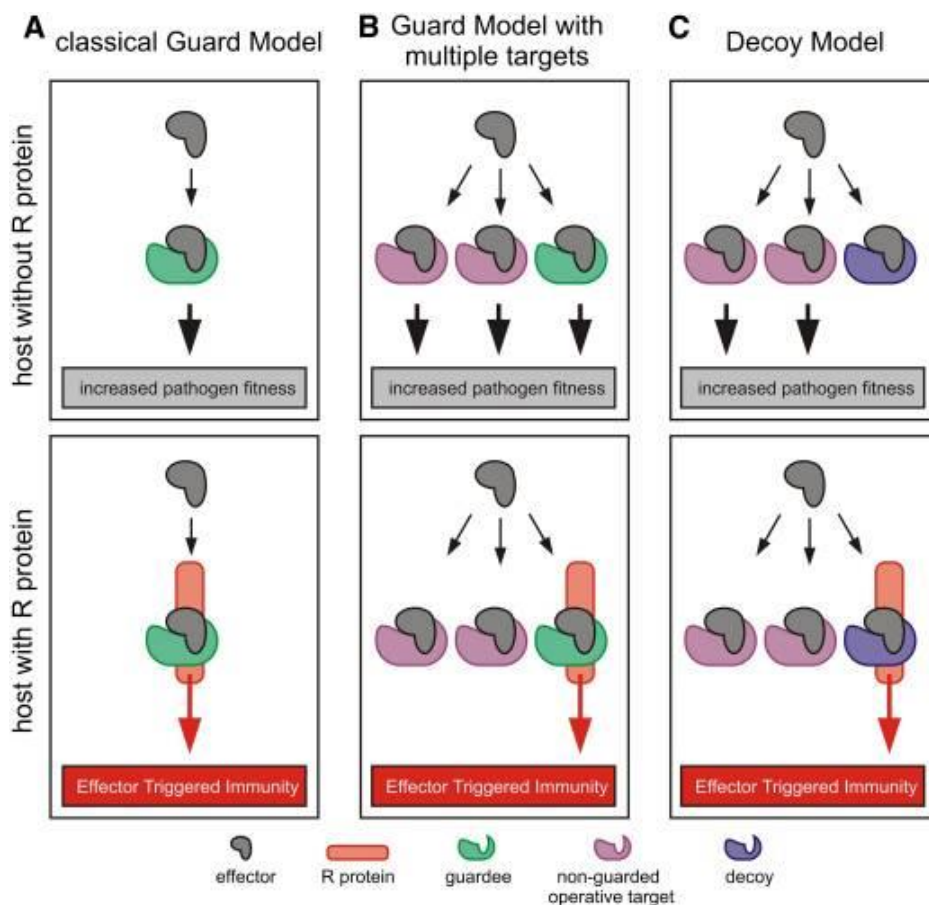 A classical Guard Model
B Guard Model with
multiple targets
C Decoy Model
host without R protein
increased pathogen fitness
increased pathogen fitness
increased pathogen fitness
host with R protein
Effector Triggered Immunity
Effector Triggered Immunity
Effector Triggered Immunity
effector
R protein
guardee
non-guarded
operative target
decoy